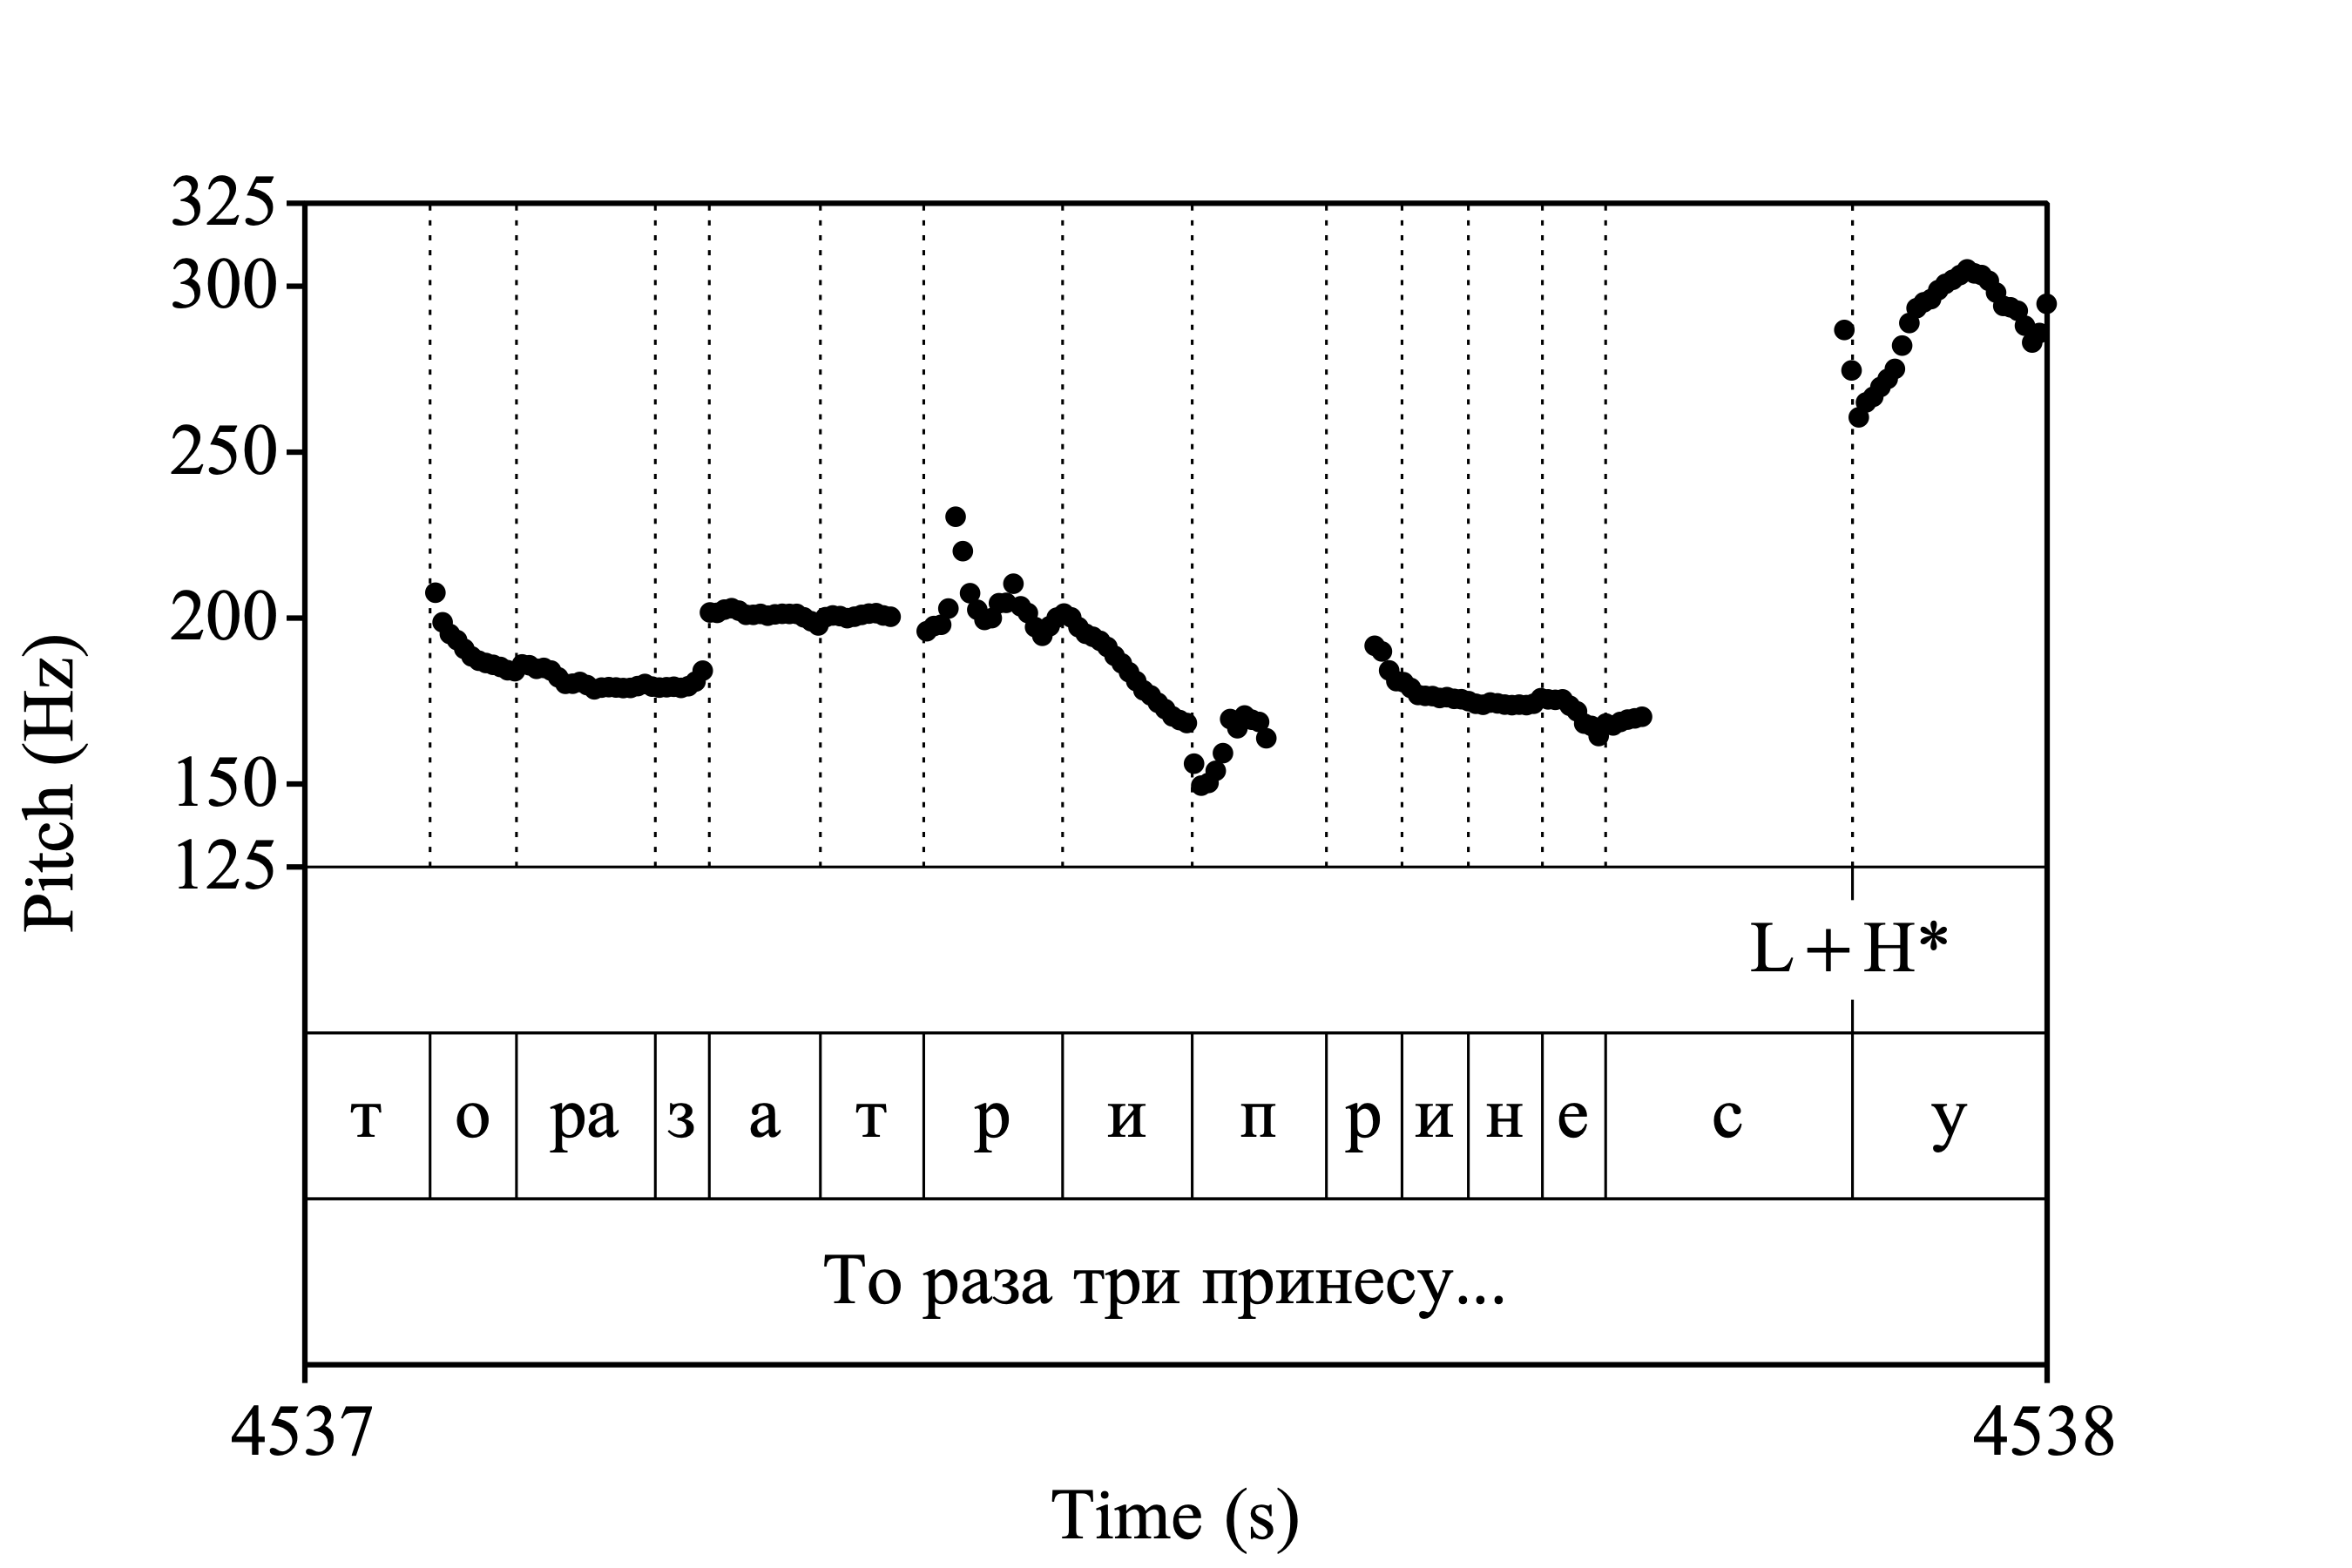 325
300
250
200
150
125
Pitch (Hz)
L+H*
т о ра з а т р и п р и н е с у
То раза три принесу...
4537 4538
Time (s)